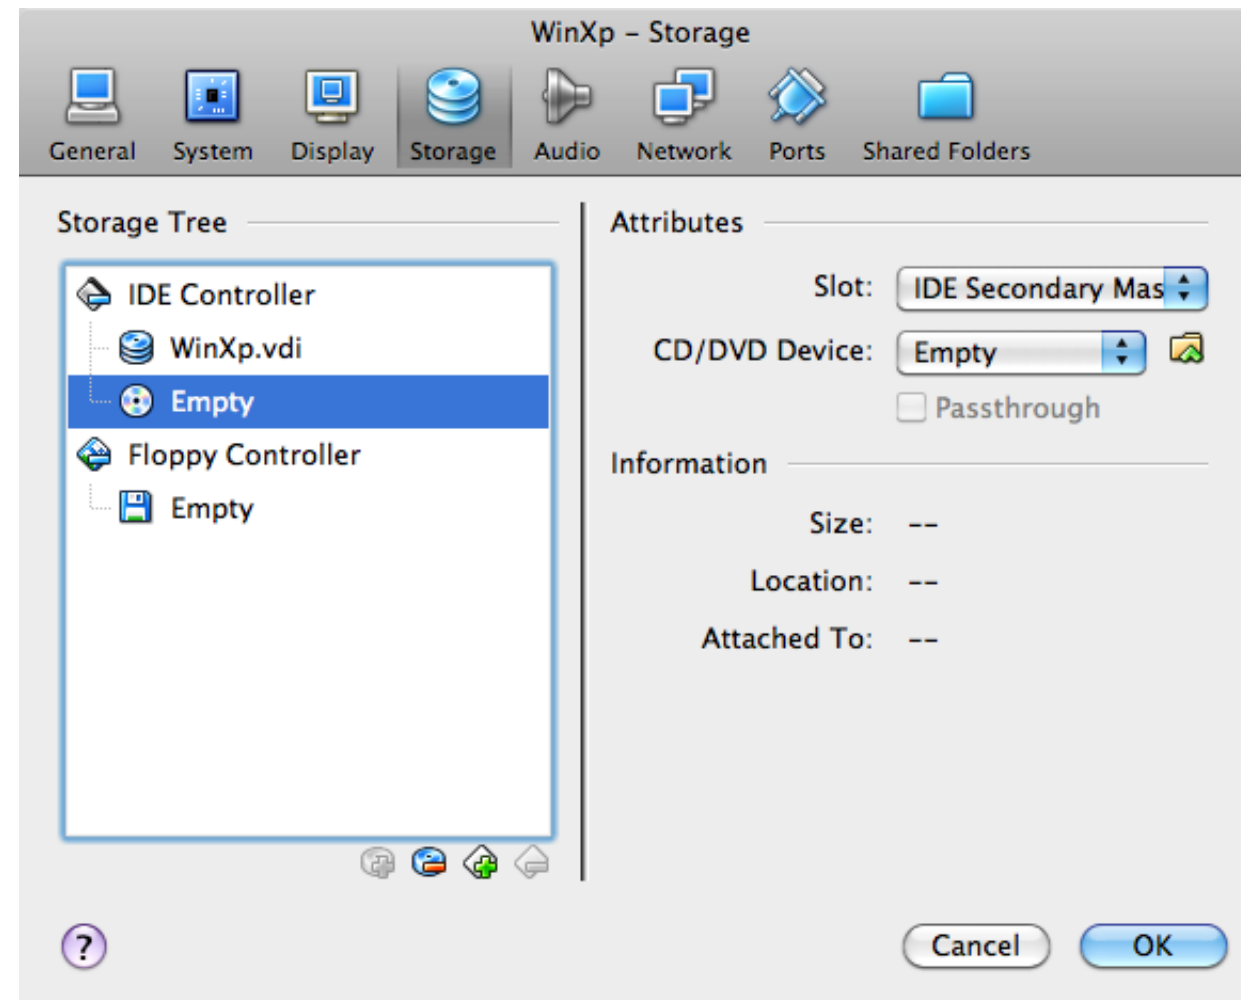 WinXp – Storage
General System Display Storage Audio Network Ports Shared Folders
Storage Tree
IDE Controller
WinXp.vdi
Empty
Floppy Controller
Empty
Attributes
Slot: IDE Secondary Mas
CD/DVD Device: Empty
Passthrough
Information
Size: --
Location: --
Attached To: --
?
Cancel OK